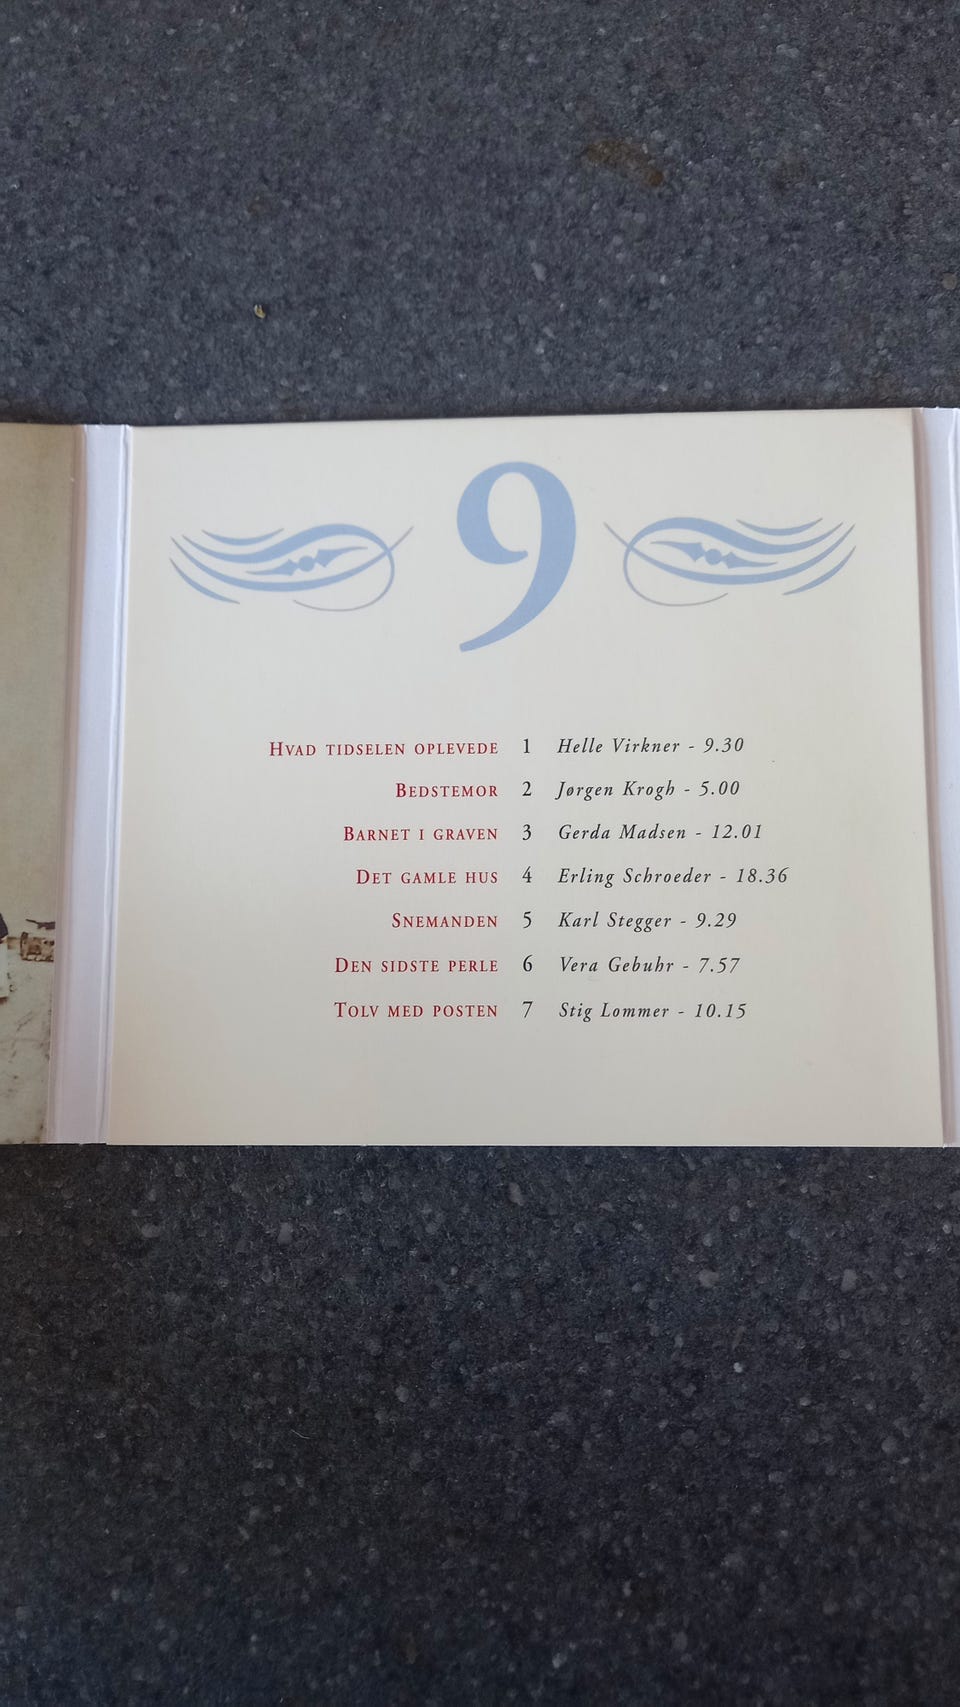 9
Hvad tidselen oplevede 1 Helle Virkner - 9.30
Bedstemor 2 Jørgen Krogh - 5.00
Barnet i graven 3 Gerda Madsen - 12.01
Det gamle hus 4 Erling Schroeder - 18.36
Snemanden 5 Karl Stegger - 9.29
Den sidste perle 6 Vera Gebuhr - 7.57
Tolv med posten 7 Stig Lommer - 10.15